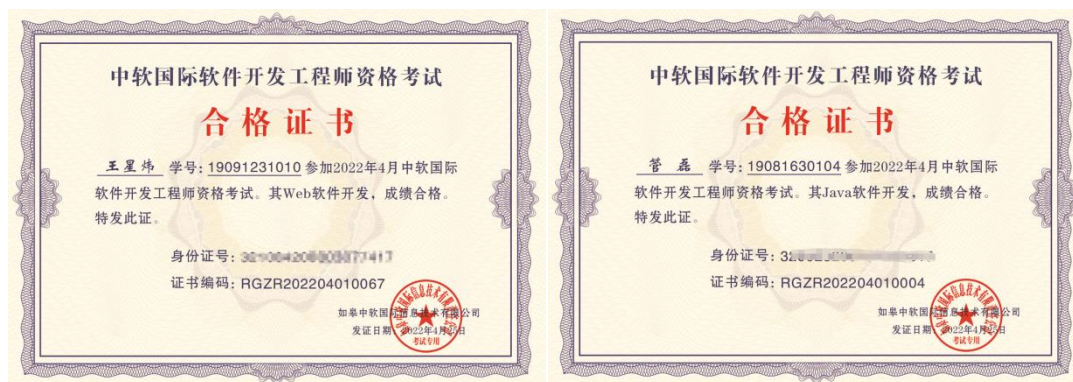 中软国际软件开发工程师资格考试
合格证书
王星炜 学号: 19091231010 参加2022年4月中软国际
软件开发工程师资格考试。其Web软件开发，成绩合格。
特发此证。
身份证号:
证书编码: RGZR202204010067
如皋中软国际信息技术有限公司
发证日期 2022年4月 日
考试专用
中软国际软件开发工程师资格考试
合格证书
管磊 学号: 19081630104 参加2022年4月中软国际
软件开发工程师资格考试。其Java软件开发，成绩合格。
特发此证。
身份证号:
证书编码: RGZR202204010004
如皋中软国际信息技术有限公司
发证日期 2022年4月 日
考试专用